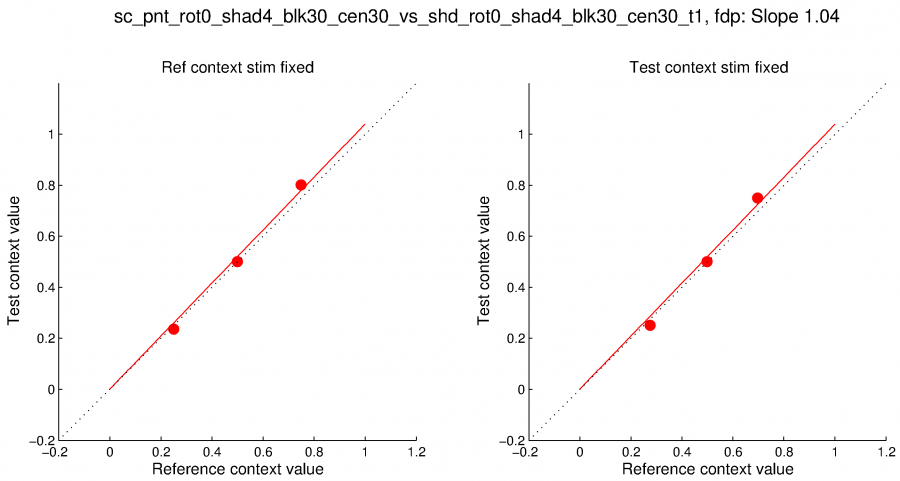 sc_pnt_rot0_shad4_blk30_cen30_vs_shd_rot0_shad4_blk30_cen30_t1, fdp: Slope 1.04
Ref context stim fixed
Test context value
1
0.8
0.6
0.4
0.2
0
−0.2
−0.2 0 0.2 0.4 0.6 0.8 1 1.2
Reference context value
Test context stim fixed
Test context value
1
0.8
0.6
0.4
0.2
0
−0.2
−0.2 0 0.2 0.4 0.6 0.8 1 1.2
Reference context value